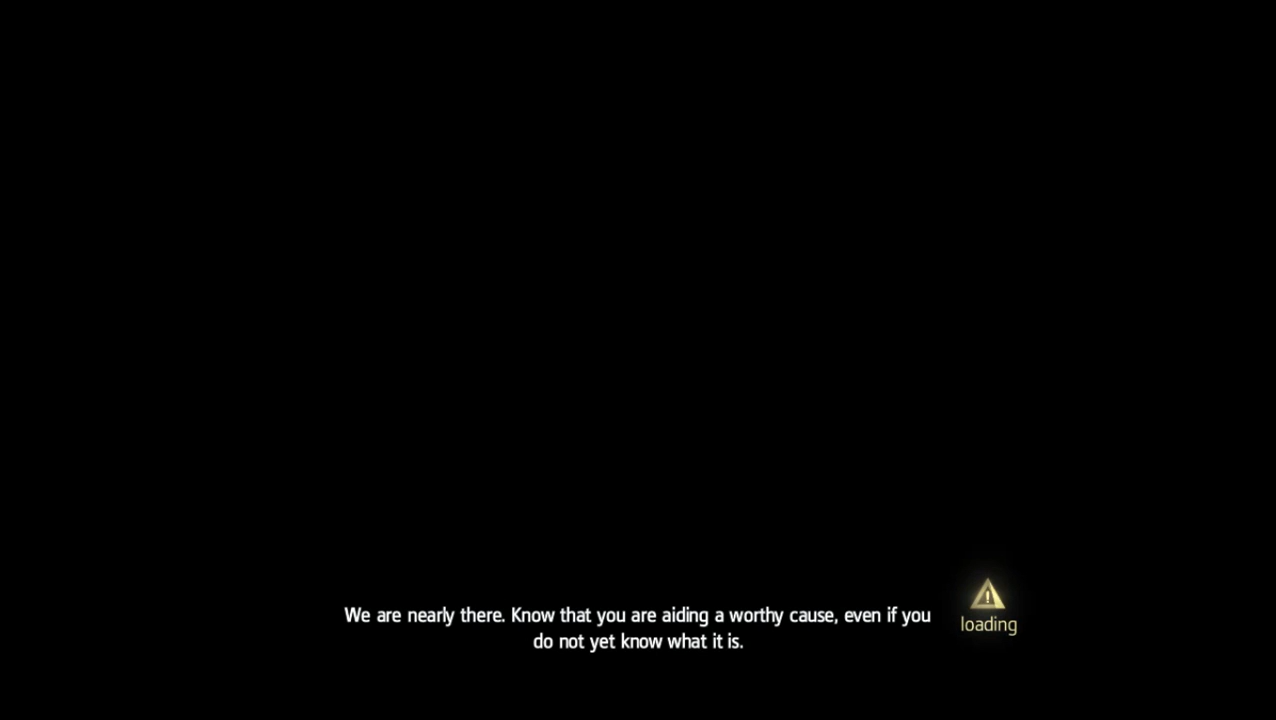 We are nearly there. Know that you are aiding a worthy cause, even if you
do not yet know what it is.
loading